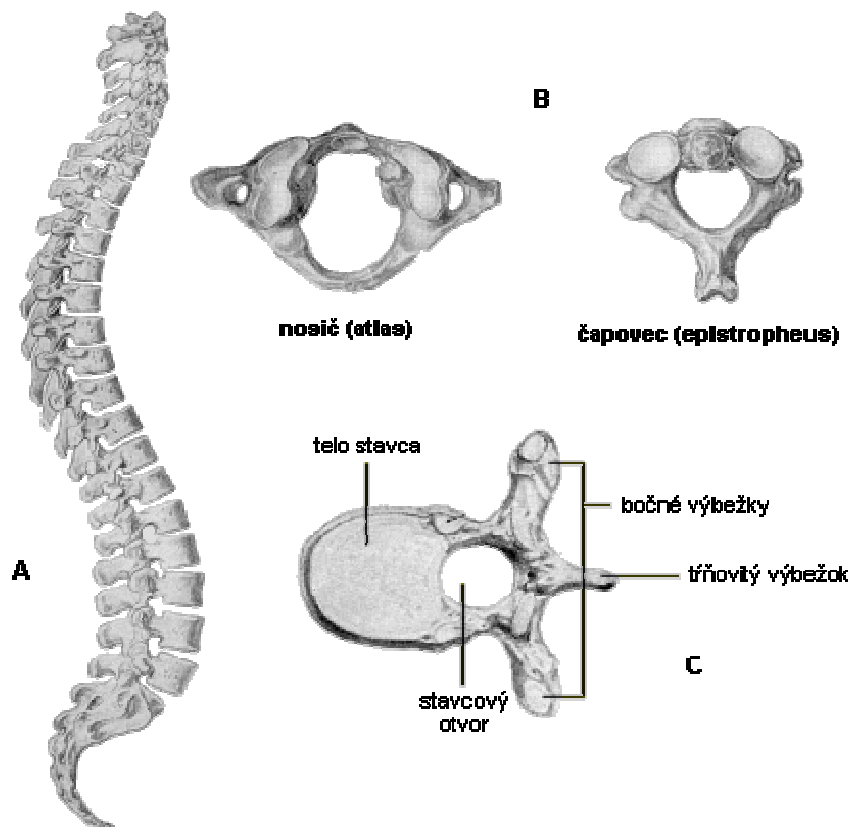 B
nosič (atlas)
čapovec (epistropheus)
telo stavca
bočné výbežky
A
tŕňovitý výbežok
C
stavcový
otvor